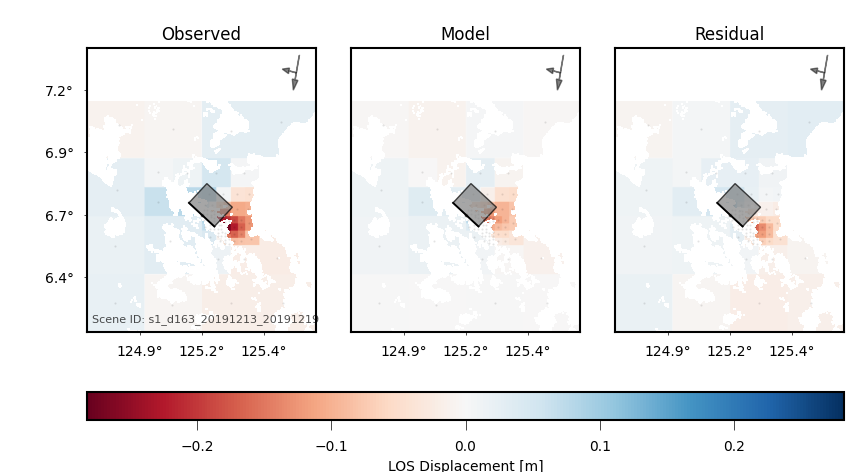 Observed
Model
Residual
7.2°
6.9°
6.7°
6.4°
Scene ID: s1_d163_20191213_20191219
124.9° 125.2° 125.4°
124.9° 125.2° 125.4°
124.9° 125.2° 125.4°
−0.2 −0.1 0.0 0.1 0.2
LOS Displacement [m]